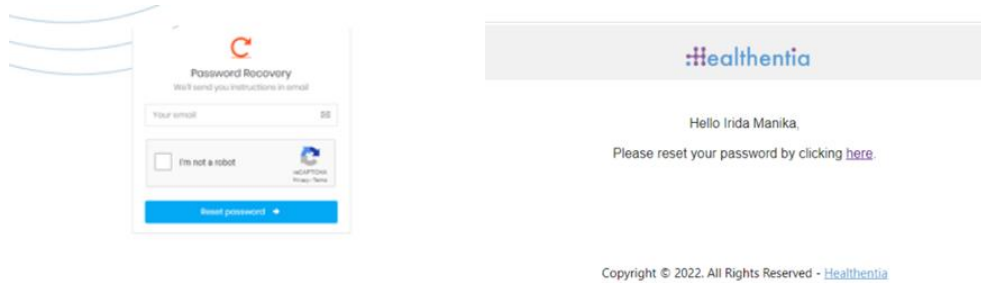 Password Recovery
We'll send you instructions in email
Your email
I'm not a robot
reCAPTCHA
Privacy - Terms
Reset password
Healthentia
Hello Irida Manika,
Please reset your password by clicking here.
Copyright © 2022. All Rights Reserved - Healthentia